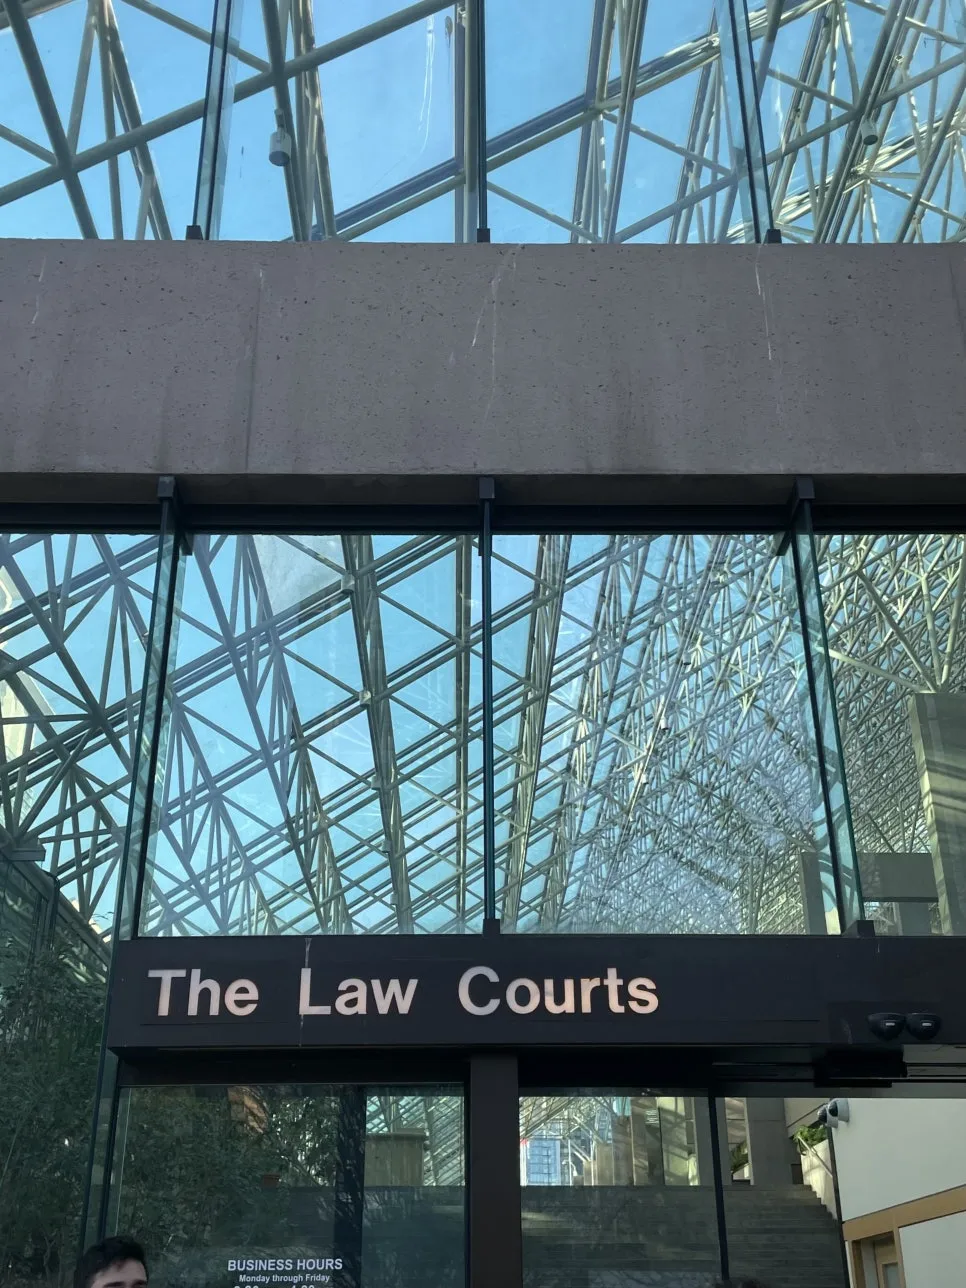 The Law Courts
BUSINESS HOURS
Monday through Friday